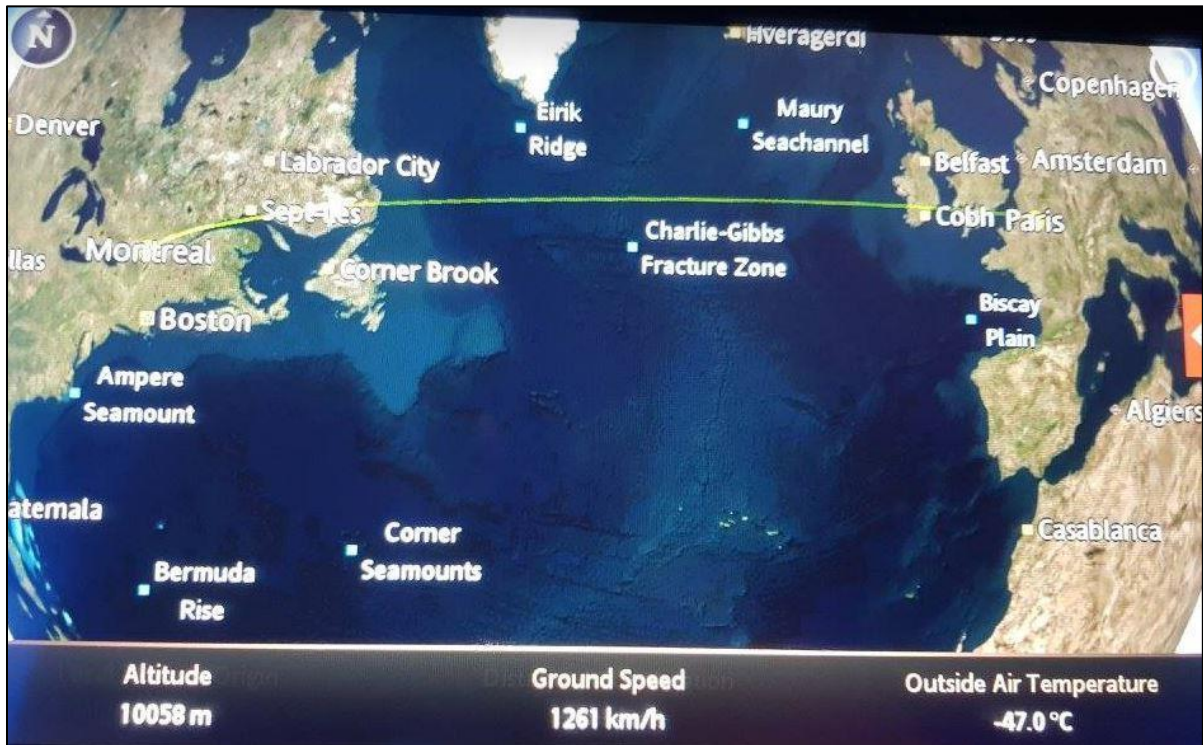 N
Hveragerdi
Copenhagen
Denver
Eirik
Ridge
Maury
Seachannel
Labrador City
Belfast
Amsterdam
Sept-Iles
Cobh
Paris
Montreal
Charlie-Gibbs
Fracture Zone
llas
Corner Brook
Boston
Biscay
Plain
Ampere
Seamount
Algiers
atemala
Corner
Seamounts
Casablanca
Bermuda
Rise
Altitude
10058 m
Ground Speed
1261 km/h
Outside Air Temperature
-47.0 °C